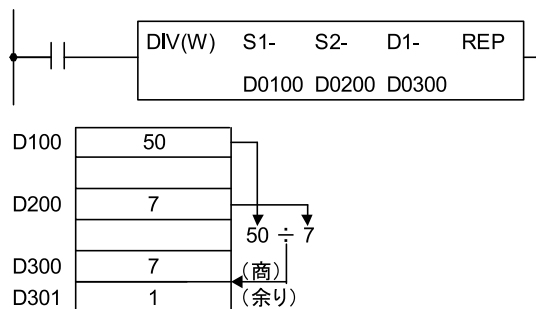 DIV(W) S1- S2- D1- REP
D0100 D0200 D0300
D100 50
D200 7
50 ÷ 7
D300 7 (商)
D301 1 (余り)